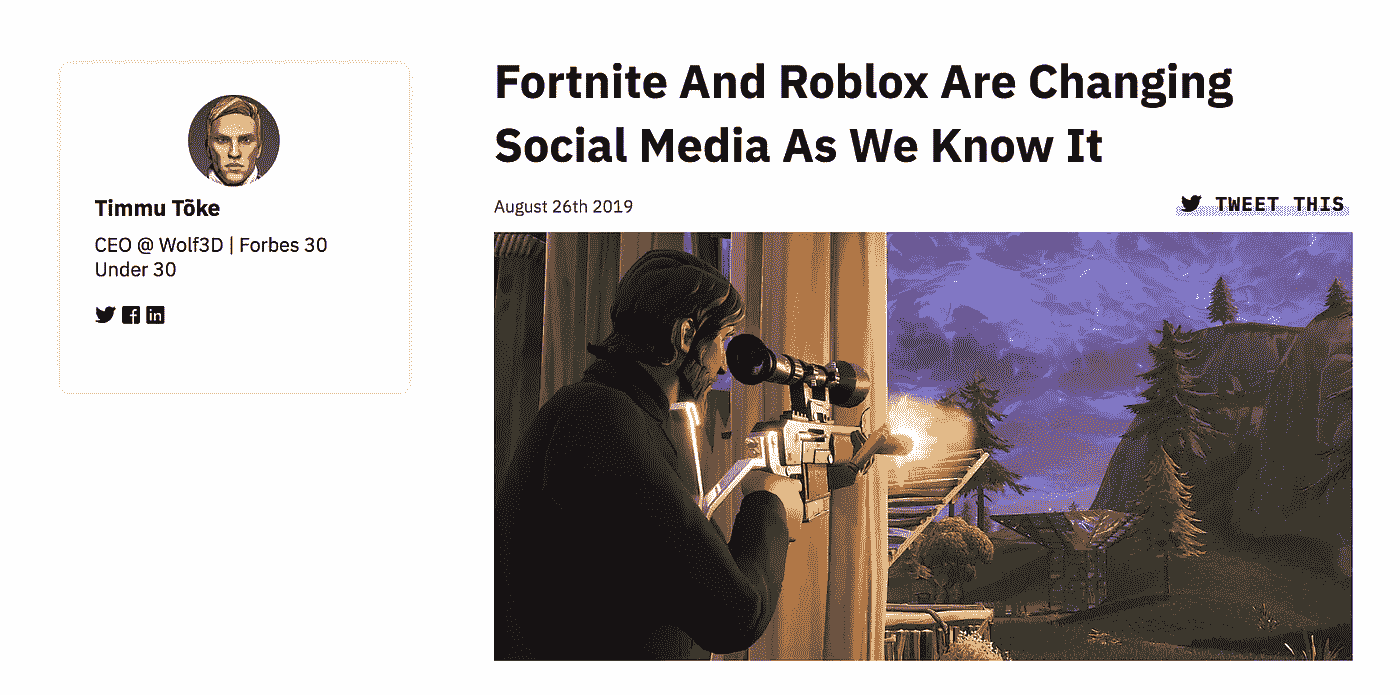 Fortnite And Roblox Are Changing
Social Media As We Know It
August 26th 2019
TWEET THIS
Timmu Tõke
CEO @ Wolf3D | Forbes 30
Under 30